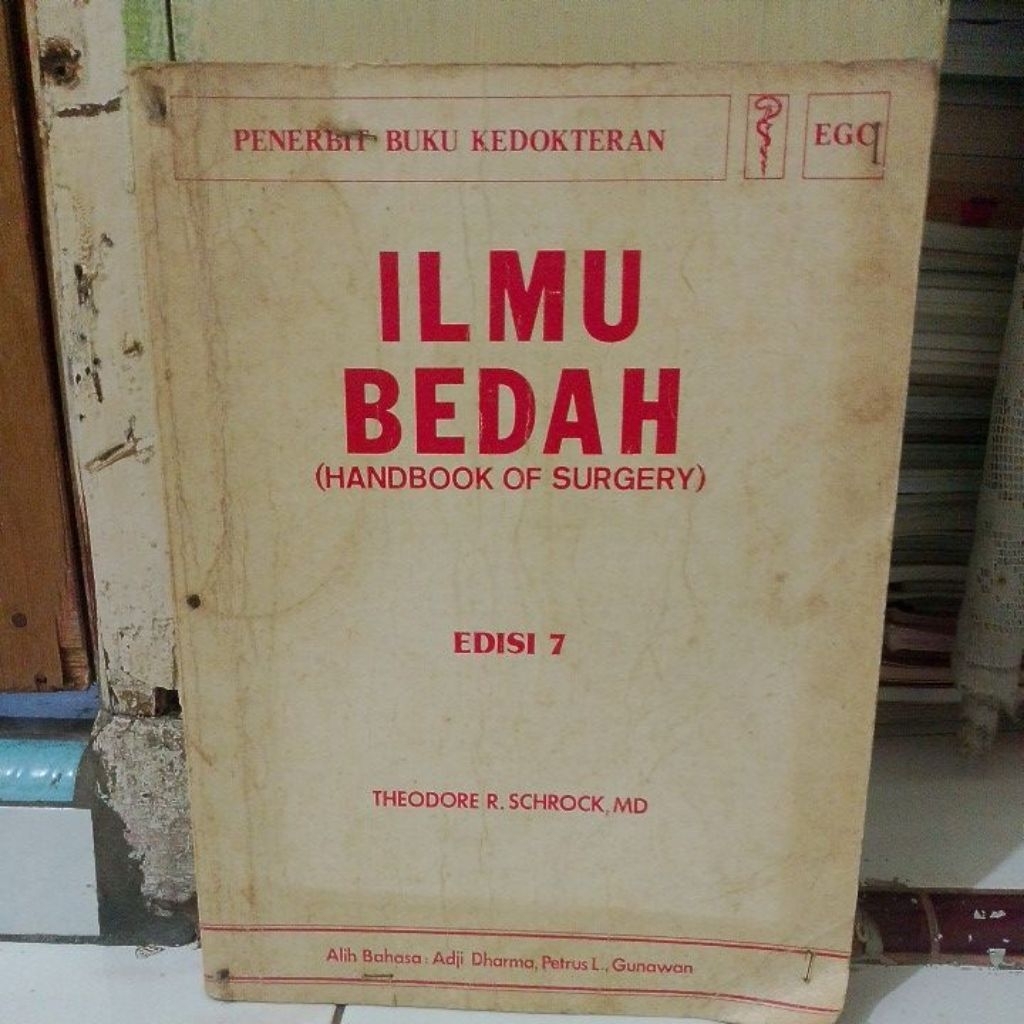 PENERBIT BUKU KEDOKTERAN
EGC
ILMU
BEDAH
(HANDBOOK OF SURGERY)
EDISI 7
THEODORE R. SCHROCK, MD
Alih Bahasa : Adji Dharma, Petrus L., Gunawan